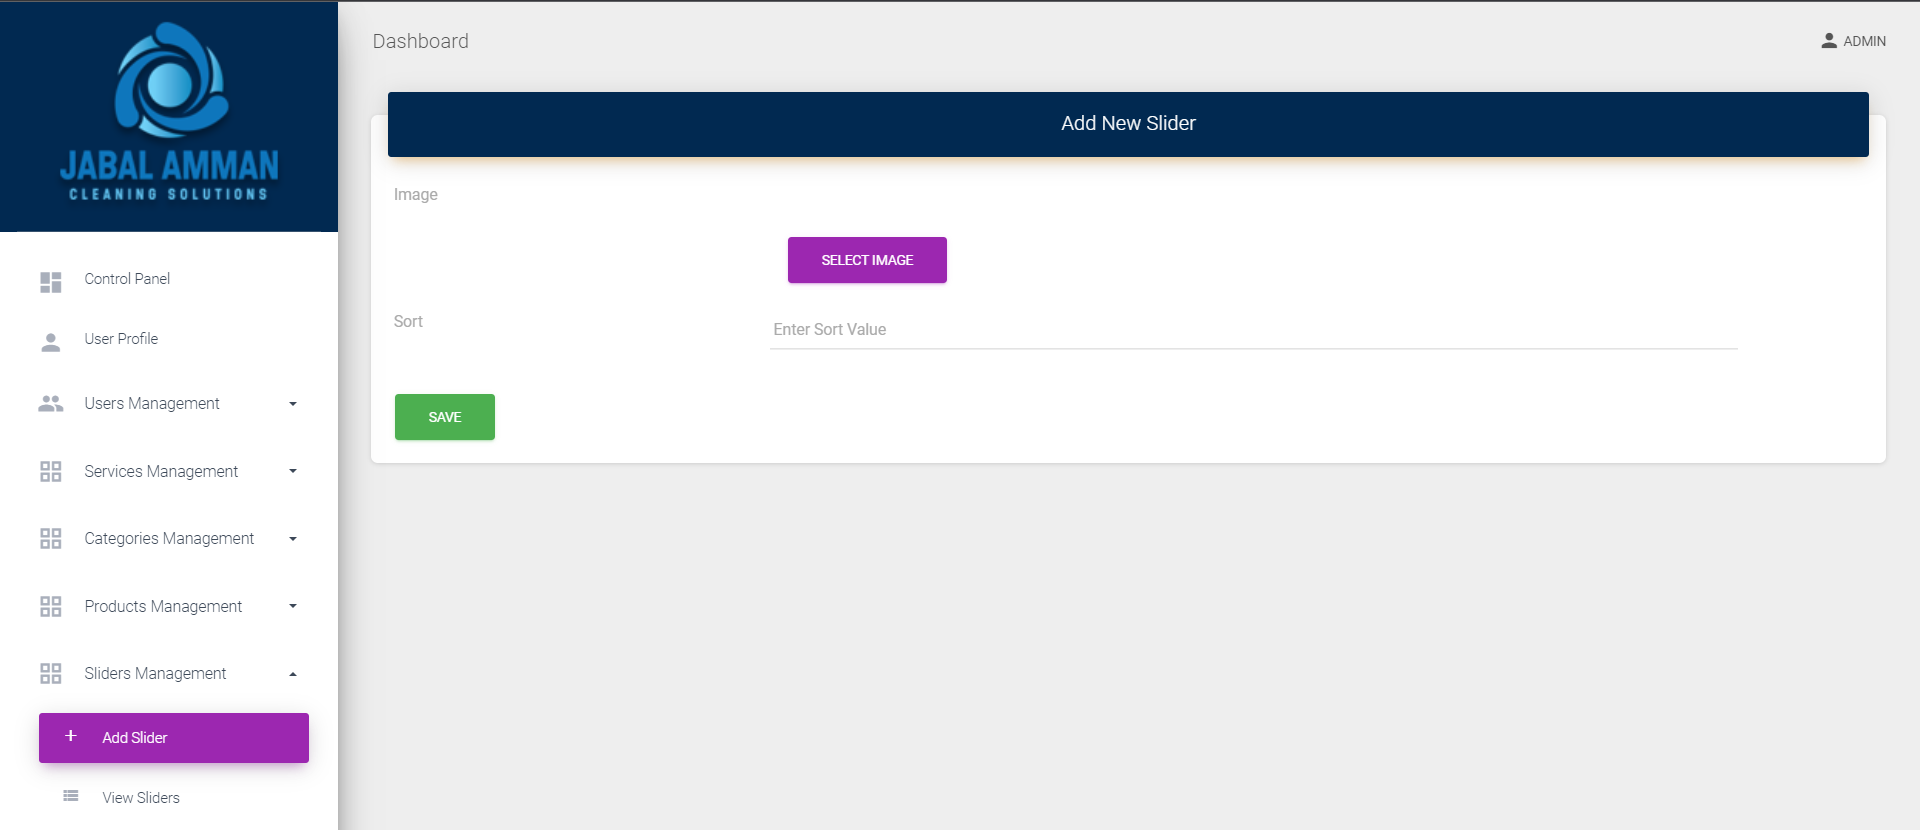 JABAL AMMAN
CLEANING SOLUTIONS
Control Panel
User Profile
Users Management
Services Management
Categories Management
Products Management
Sliders Management
Add Slider
View Sliders
Dashboard
ADMIN
Add New Slider
Image
SELECT IMAGE
Sort
Enter Sort Value
SAVE